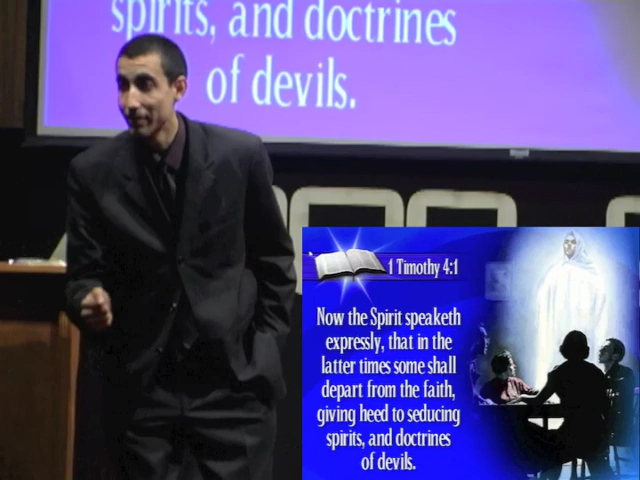 spirits, and doctrines
of devils.
1 Timothy 4:1
Now the Spirit speaketh
expressly, that in the
latter times some shall
depart from the faith,
giving heed to seducing
spirits, and doctrines
of devils.